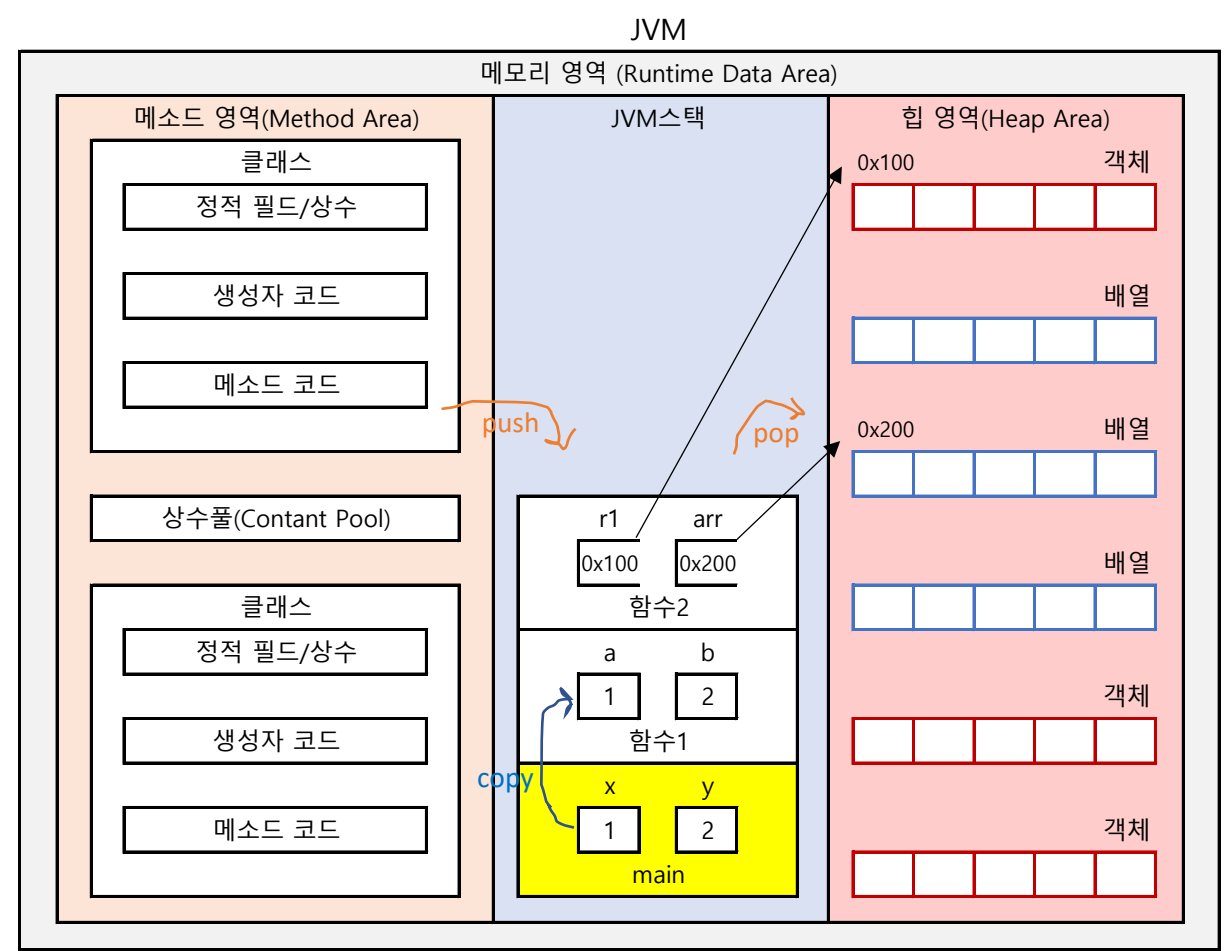 JVM
메모리 영역 (Runtime Data Area)
메소드 영역(Method Area)
클래스
정적 필드/상수
생성자 코드
메소드 코드
상수풀(Contant Pool)
클래스
정적 필드/상수
생성자 코드
메소드 코드
JVM스택
push
pop
r1 arr
0x100 0x200
함수2
a b
1 2
함수1
copy
x y
1 2
main
힙 영역(Heap Area)
0x100 객체
배열
0x200 배열
배열
객체
객체